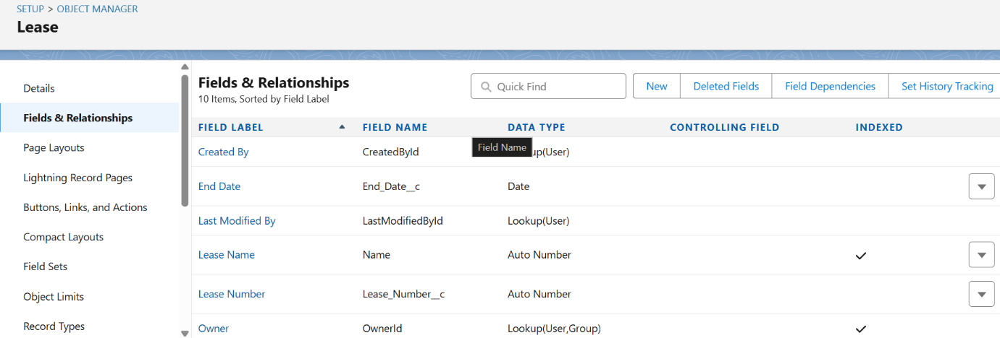 SETUP > OBJECT MANAGER
Lease
Details
Fields & Relationships
Page Layouts
Lightning Record Pages
Buttons, Links, and Actions
Compact Layouts
Field Sets
Object Limits
Record Types
Fields & Relationships
10 Items, Sorted by Field Label
Quick Find
New
Deleted Fields
Field Dependencies
Set History Tracking
FIELD LABEL FIELD NAME DATA TYPE CONTROLLING FIELD INDEXED
Field Name
Created By CreatedById up(User)
End Date End_Date__c Date
Last Modified By LastModifiedById Lookup(User)
Lease Name Name Auto Number
Lease Number Lease_Number__c Auto Number
Owner OwnerId Lookup(User,Group)